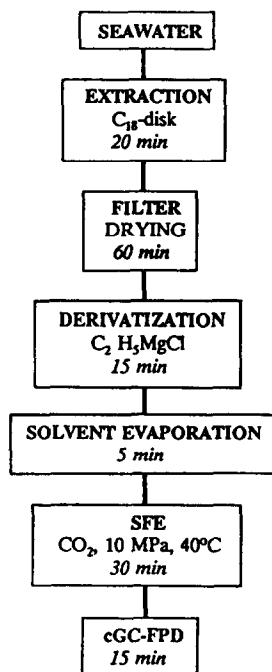 SEAWATER
EXTRACTION
C₁₈-disk
20 min
FILTER
DRYING
60 min
DERIVATIZATION
C₂ H₅MgCl
15 min
SOLVENT EVAPORATION
5 min
SFE
CO₂, 10 MPa, 40ºC
30 min
cGC-FPD
15 min